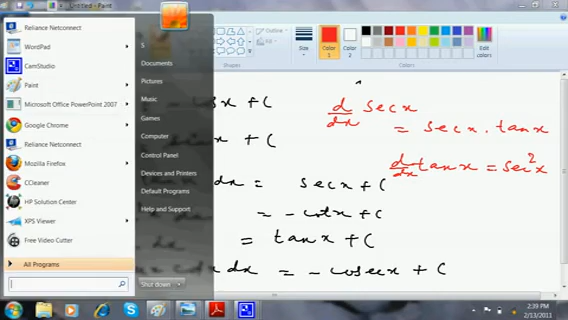 Untitled - Paint
Reliance Netconnect
WordPad
CamStudio
Paint
Microsoft Office PowerPoint 2007
Google Chrome
Reliance Netconnect
Mozilla Firefox
CCleaner
HP Solution Center
XPS Viewer
Free Video Cutter
All Programs
S
Documents
Pictures
Music
Games
Computer
Control Panel
Devices and Printers
Default Programs
Help and Support
Shut down
Outline
Fill
Shapes
Size
Color 1
Color 2
Edit colors
Colors
x + C
d/dx secx
= secx . tanx
x + C
d/dx tanx = sec²x
dx = secx + C
= - cotx + C
= tanx + C
dx = - cosecx + C
2:39 PM
2/13/2011